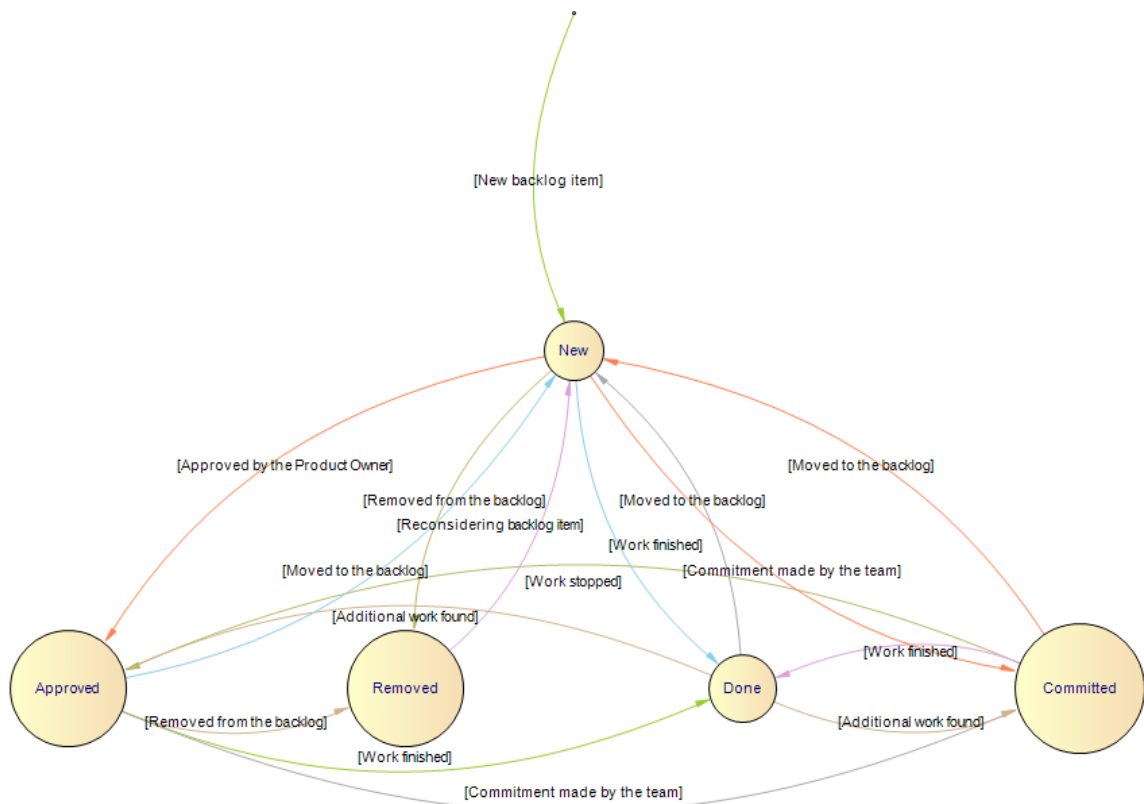 [New backlog item]
New
[Approved by the Product Owner]
[Moved to the backlog]
[Removed from the backlog]
[Moved to the backlog]
[Reconsidering backlog item]
[Work finished]
[Moved to the backlog]
[Work stopped]
[Commitment made by the team]
[Additional work found]
[Work finished]
Approved
Removed
Done
Committed
[Removed from the backlog]
[Additional work found]
[Work finished]
[Commitment made by the team]